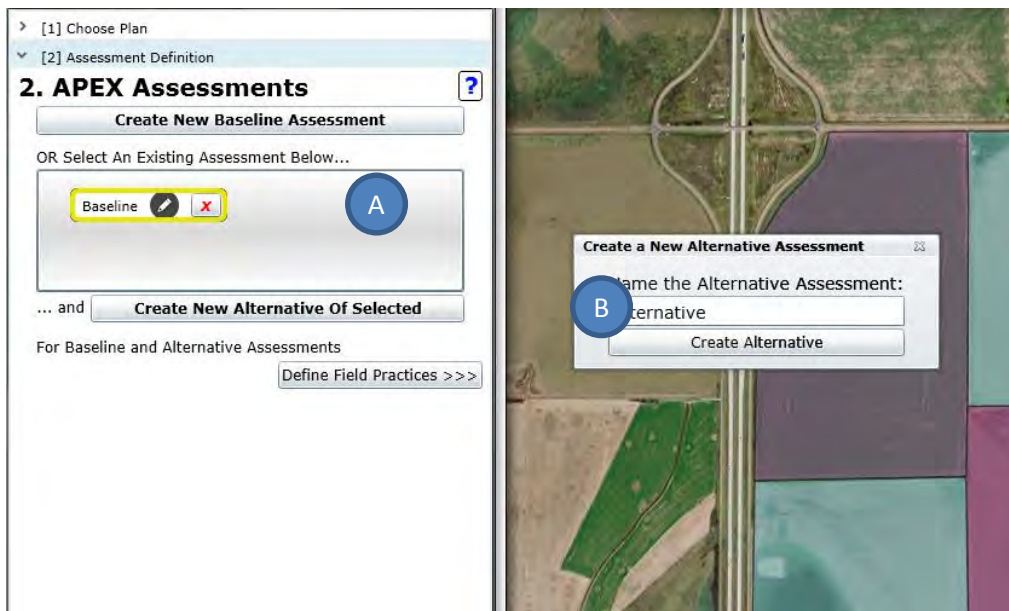 [1] Choose Plan
[2] Assessment Definition
2. APEX Assessments
?
Create New Baseline Assessment
OR Select An Existing Assessment Below...
Baseline
X
A
... and
Create New Alternative Of Selected
For Baseline and Alternative Assessments
Define Field Practices >>>
Create a New Alternative Assessment
ame the Alternative Assessment:
B
ternative
Create Alternative